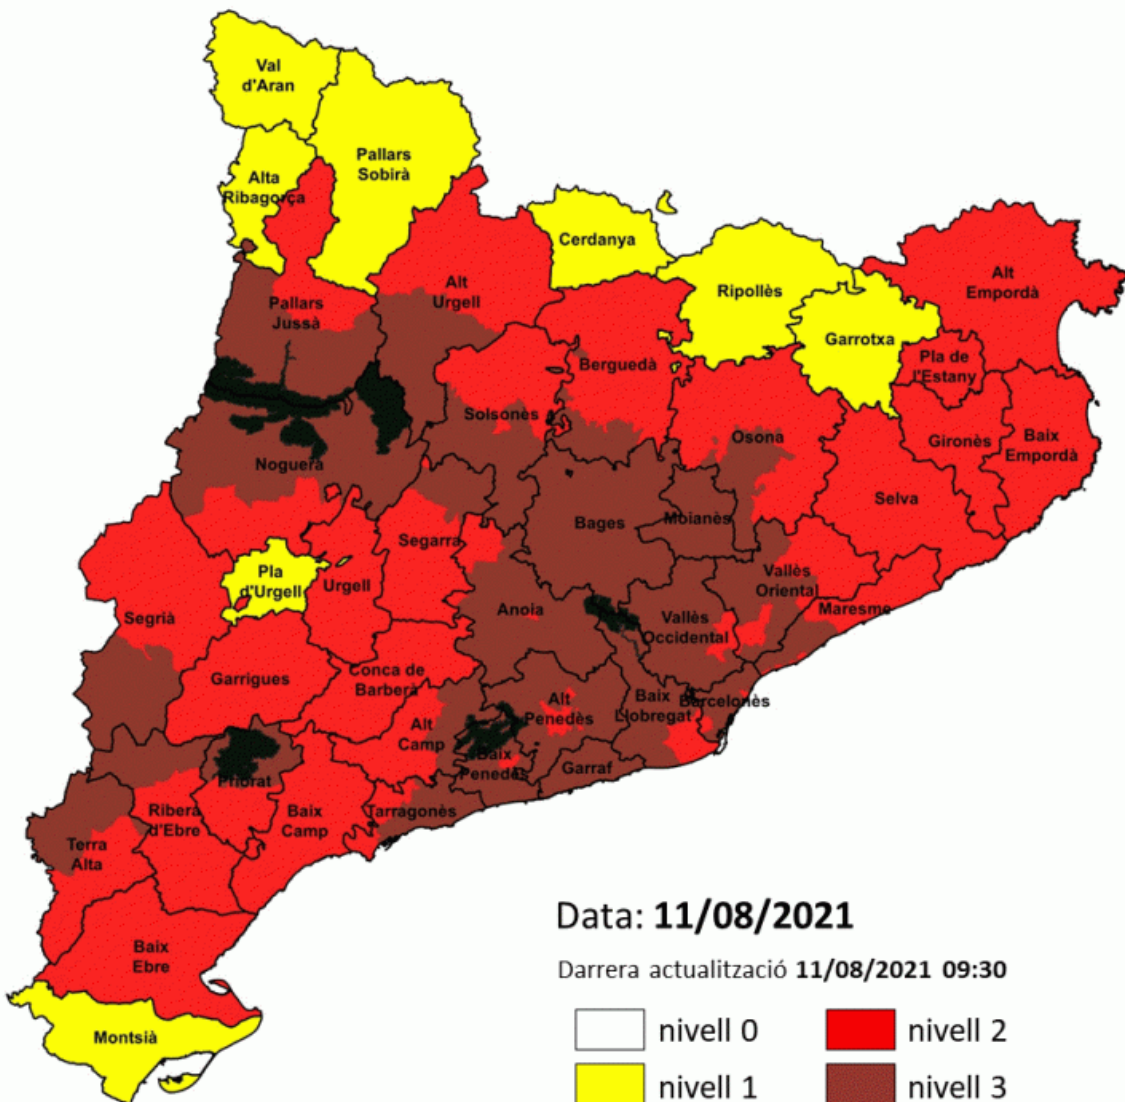 Val
d'Aran
Pallars
Sobirà
Alta
Ribagorça
Cerdanya
Alt
Urgell
Pallars
Jussà
Ripollès
Alt
Empordà
Garrotxa
Pla de
l'Estany
Berguedà
Solsonès
Osona
Gironès
Baix
Empordà
Noguera
Selva
Bages
Moianès
Segarra
Pla
d'Urgell
Urgell
Vallès
Oriental
Segrià
Anoia
Vallès
Occidental
Maresme
Garrigues
Conca de
Barberà
Alt
Camp
Alt
Penedès
Baix
Llobregat
Barcelonès
Baix
Penedès
Garraf
Priorat
Ribera
d'Ebre
Baix
Camp
Tarragonès
Terra
Alta
Baix
Ebre
Montsià
Data: 11/08/2021
Darrera actualització 11/08/2021 09:30
nivell 0
nivell 2
nivell 1
nivell 3